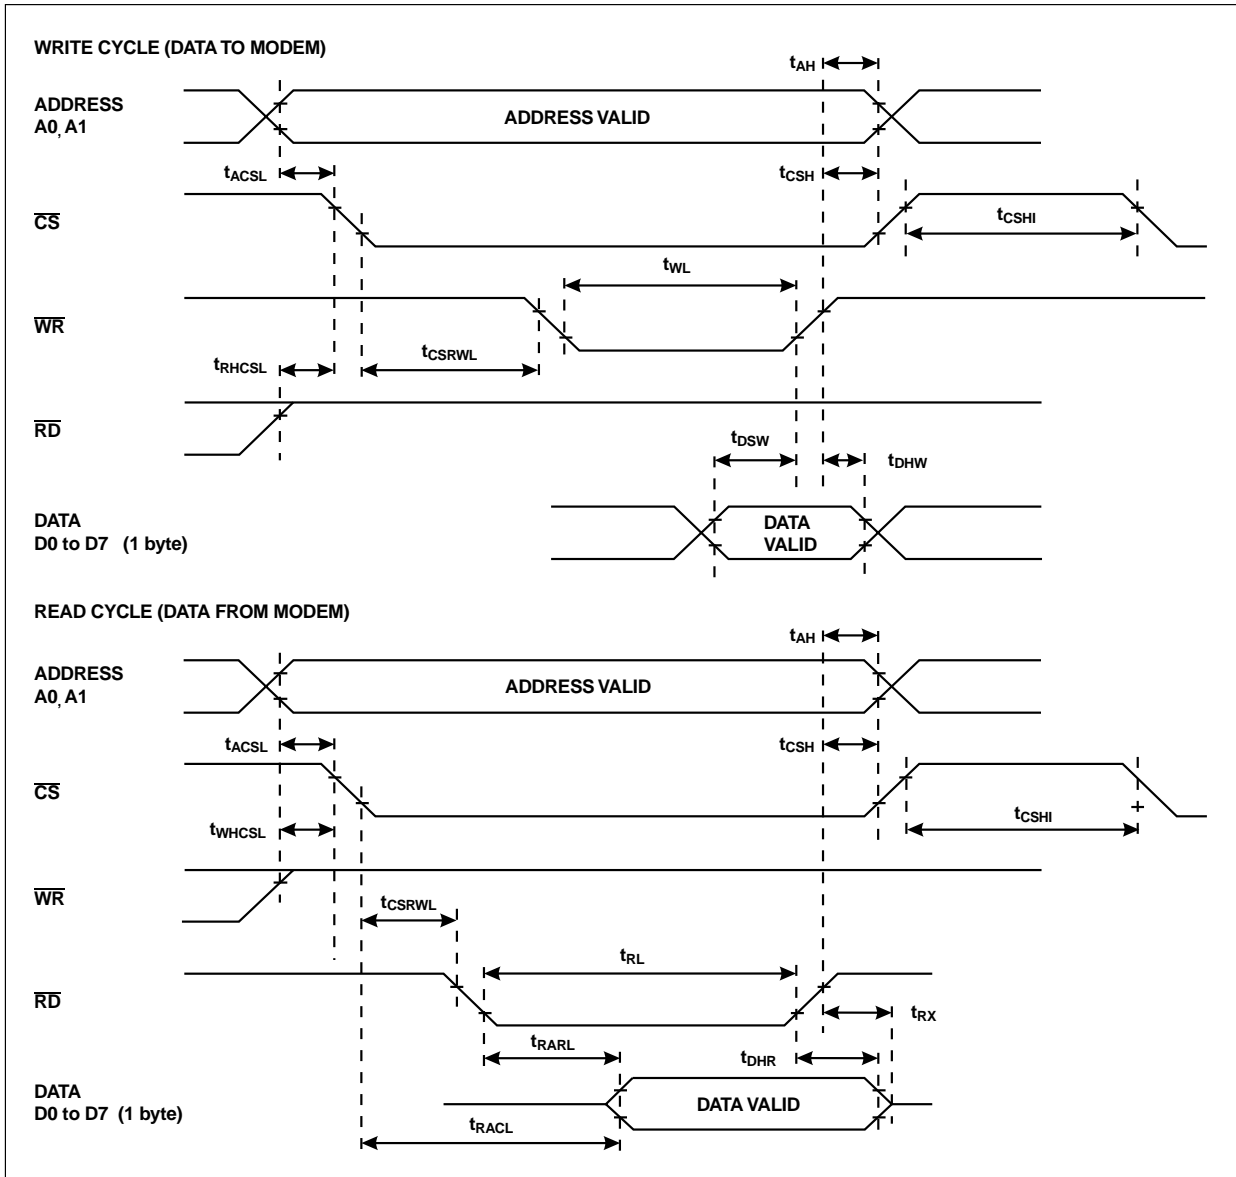 WRITE CYCLE (DATA TO MODEM)
tAH
ADDRESS
A0, A1
ADDRESS VALID
tACSL
tCSH
CS
tCSHI
tWL
WR
tRHCSL
tCSRWL
RD
tDSW
tDHW
DATA
D0 to D7 (1 byte)
DATA
VALID
READ CYCLE (DATA FROM MODEM)
tAH
ADDRESS
A0, A1
ADDRESS VALID
tACSL
tCSH
CS
tWHCSL
tCSHI
WR
tCSRWL
tRL
RD
tRX
tRARL
tDHR
DATA
D0 to D7 (1 byte)
DATA VALID
tRACL